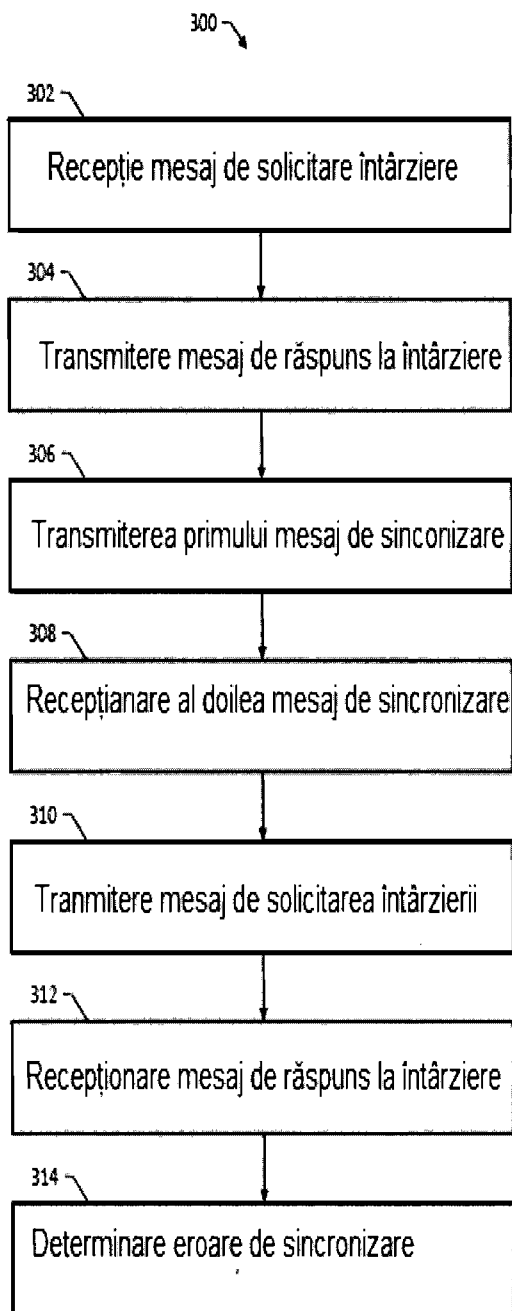 300
302
Recepție mesaj de solicitare întârziere
304
Transmitere mesaj de răspuns la întârziere
306
Transmiterea primului mesaj de sinconizare
308
Recepțianare al doilea mesaj de sincronizare
310
Tranmitere mesaj de solicitarea întârzierii
312
Recepționare mesaj de răspuns la întârziere
314
Determinare eroare de sincronizare